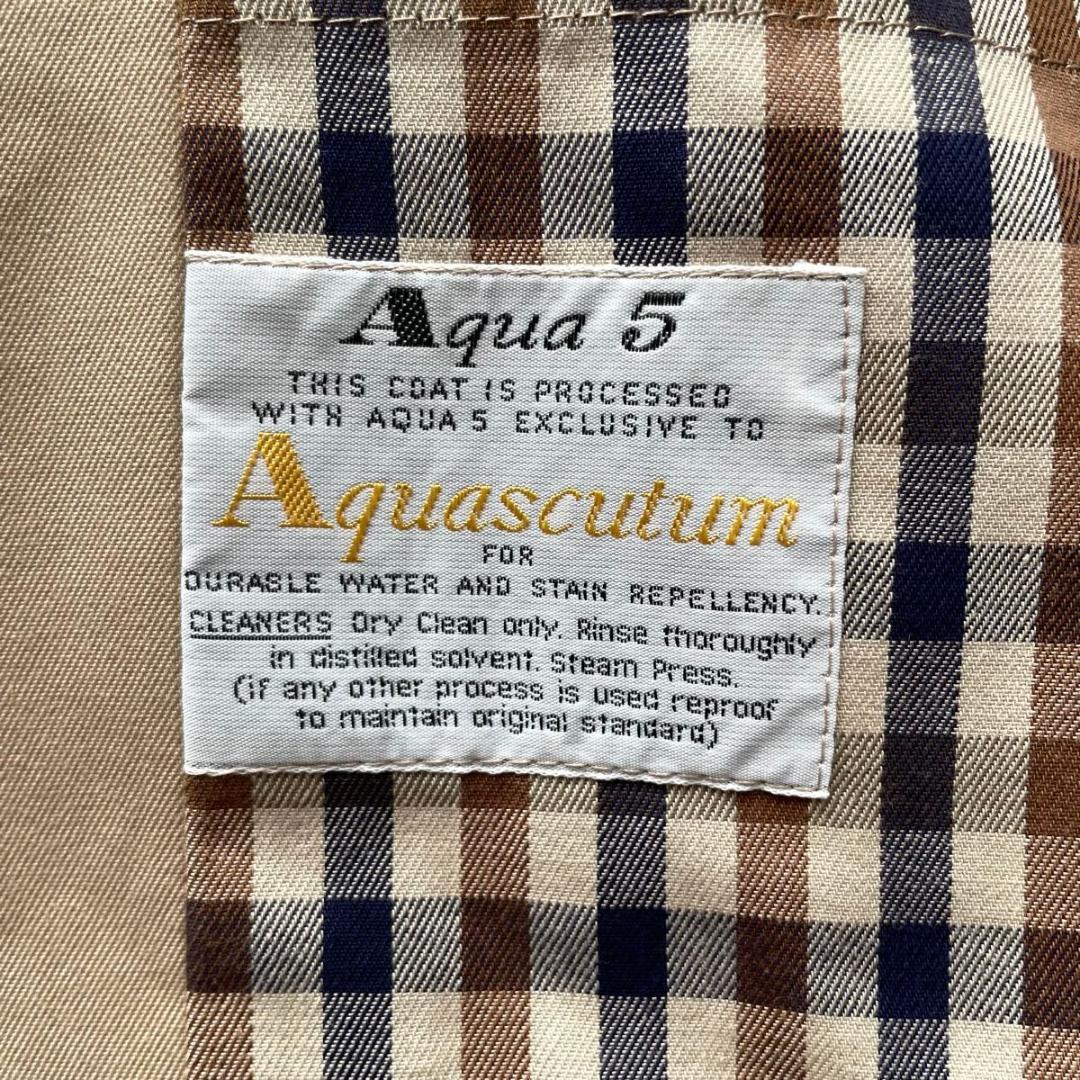 Aqua 5
THIS COAT IS PROCESSED
WITH AQUA 5 EXCLUSIVE TO
Aquascutum
FOR
DURABLE WATER AND STAIN REPELLENCY.
CLEANERS Dry Clean only. Rinse thoroughly
in distilled solvent. Steam Press.
(if any other process is used reproof
to maintain original standard)